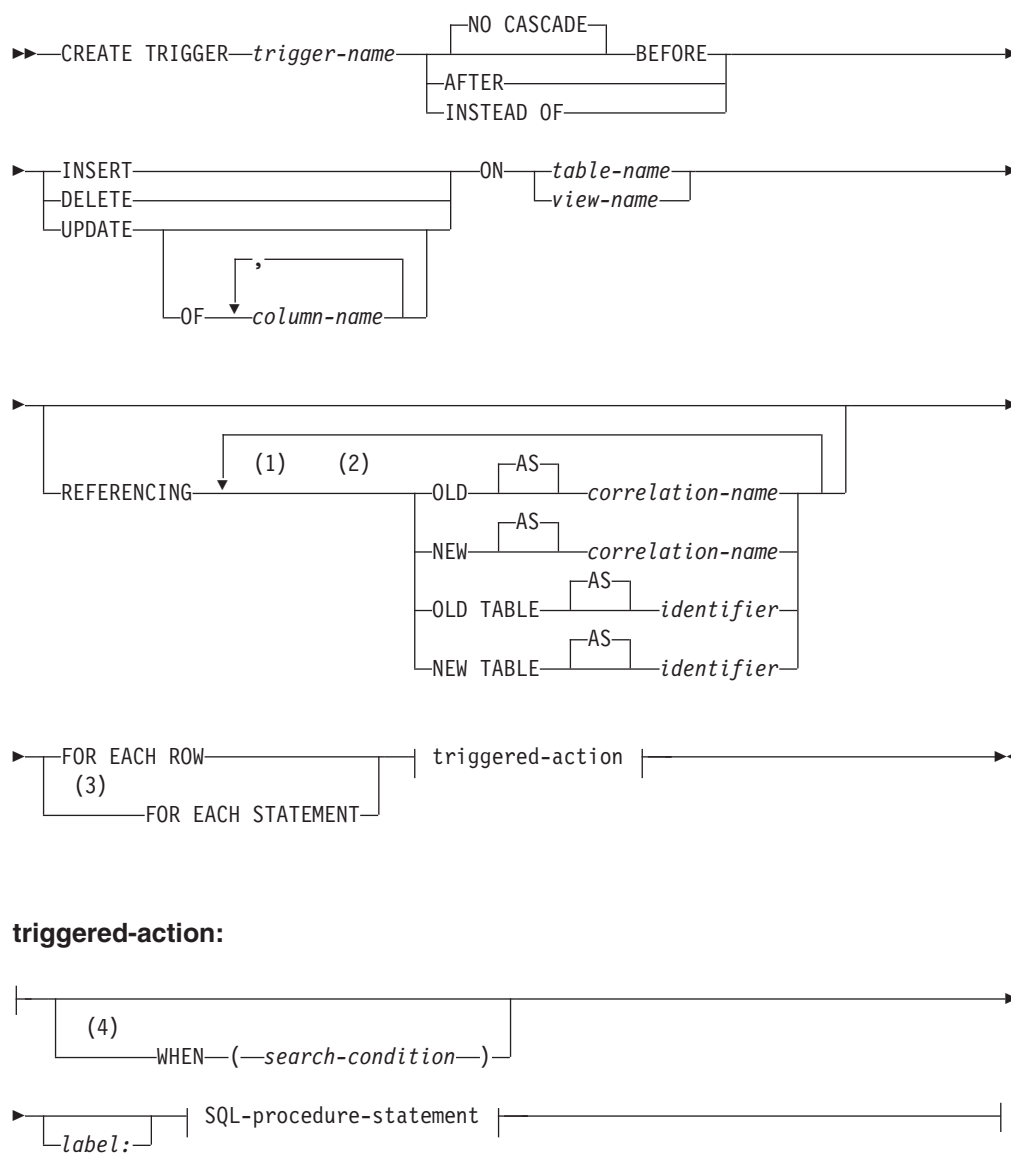 NO CASCADE
CREATE TRIGGER trigger-name BEFORE
AFTER
INSTEAD OF
INSERT ON table-name
DELETE view-name
UPDATE
,
OF column-name
(1) (2) AS
REFERENCING OLD correlation-name
AS
NEW correlation-name
AS
OLD TABLE identifier
AS
NEW TABLE identifier
FOR EACH ROW triggered-action
(3)
FOR EACH STATEMENT
triggered-action:
(4)
WHEN ( search-condition )
SQL-procedure-statement
label: